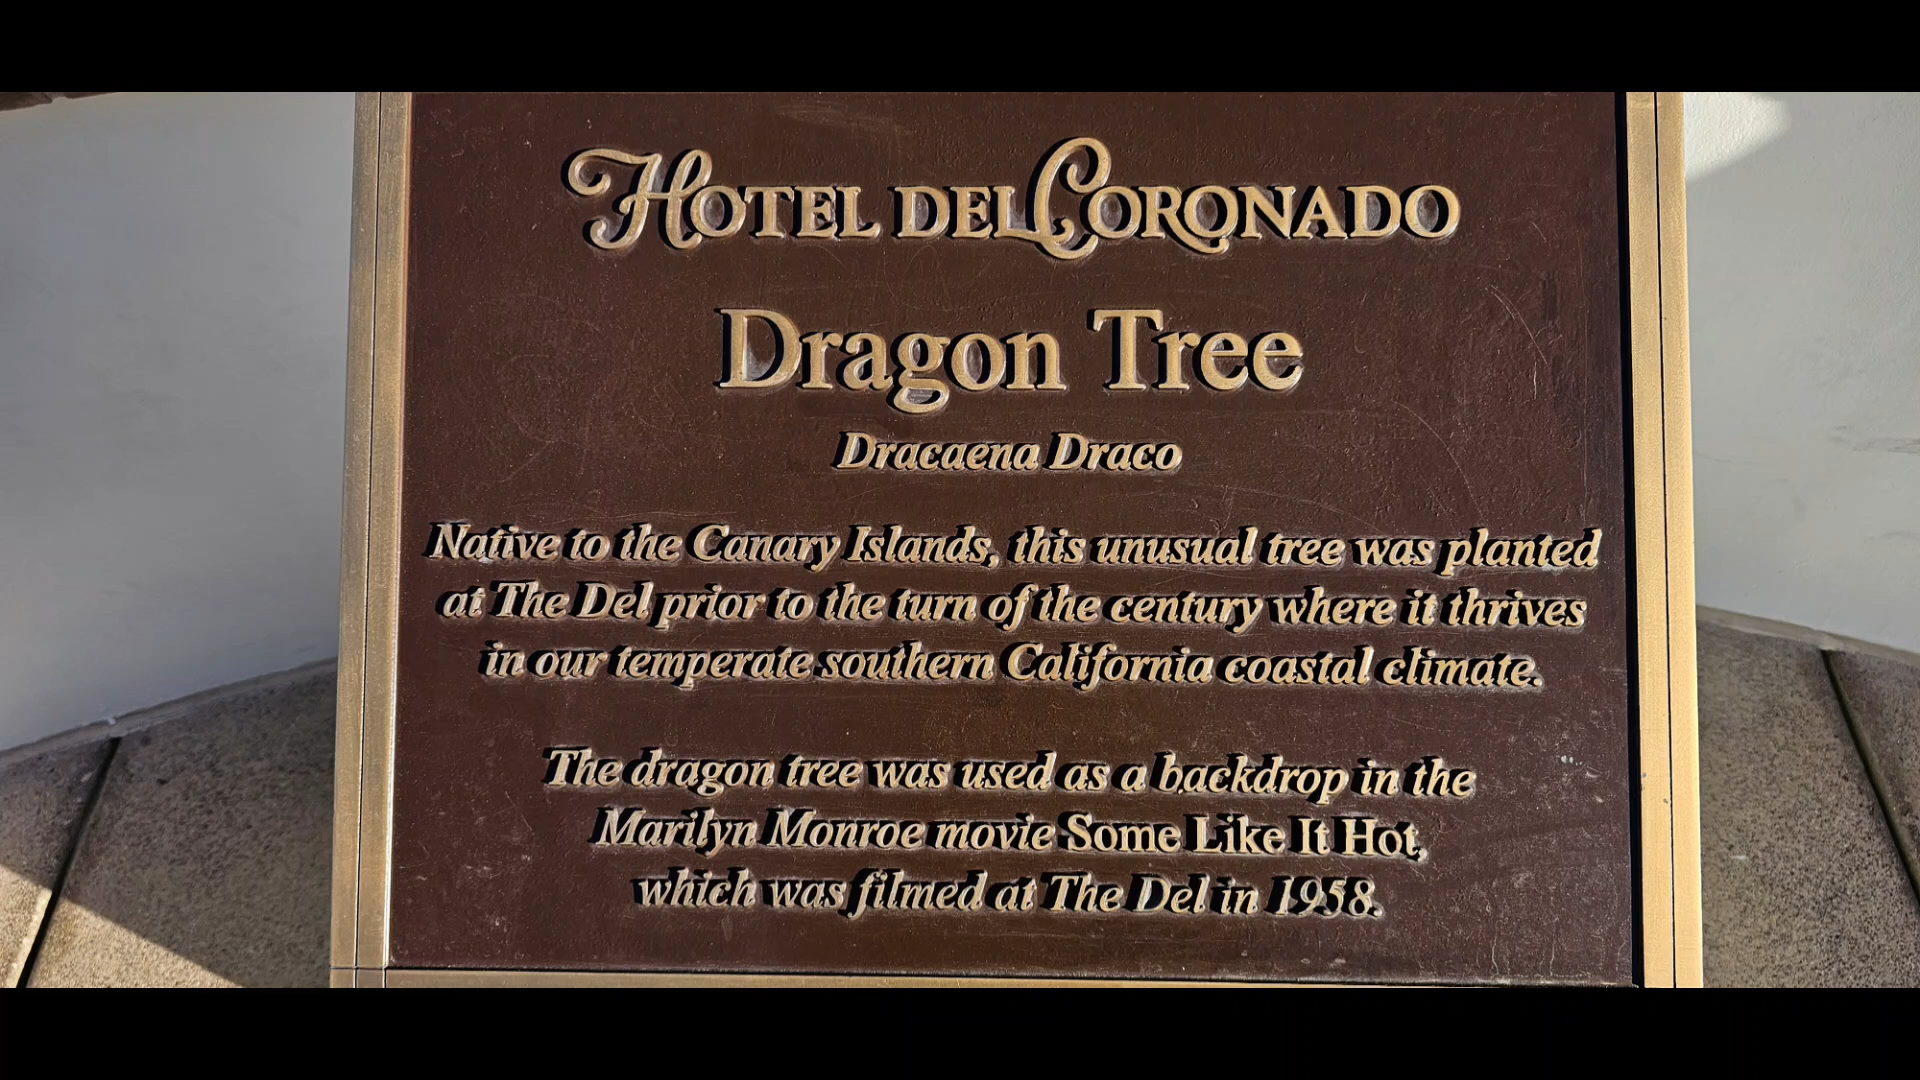 HOTEL DEL CORONADO
Dragon Tree
Dracaena Draco
Native to the Canary Islands, this unusual tree was planted
at The Del prior to the turn of the century where it thrives
in our temperate southern California coastal climate.
The dragon tree was used as a backdrop in the
Marilyn Monroe movie Some Like It Hot,
which was filmed at The Del in 1958.